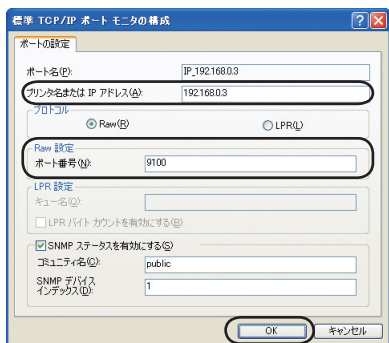 標準 TCP/IP ポート モニタの構成
ポートの設定
ポート名(P): IP_192.168.0.3
プリンタ名または IP アドレス(A): 192.168.0.3
プロトコル
Raw(R) LPR(L)
Raw 設定
ポート番号(N): 9100
LPR 設定
キュー名(Q):
LPR バイト カウントを有効にする(B)
SNMP ステータスを有効にする(S)
コミュニティ名(C): public
SNMP デバイス
インデックス(D): 1
OK キャンセル